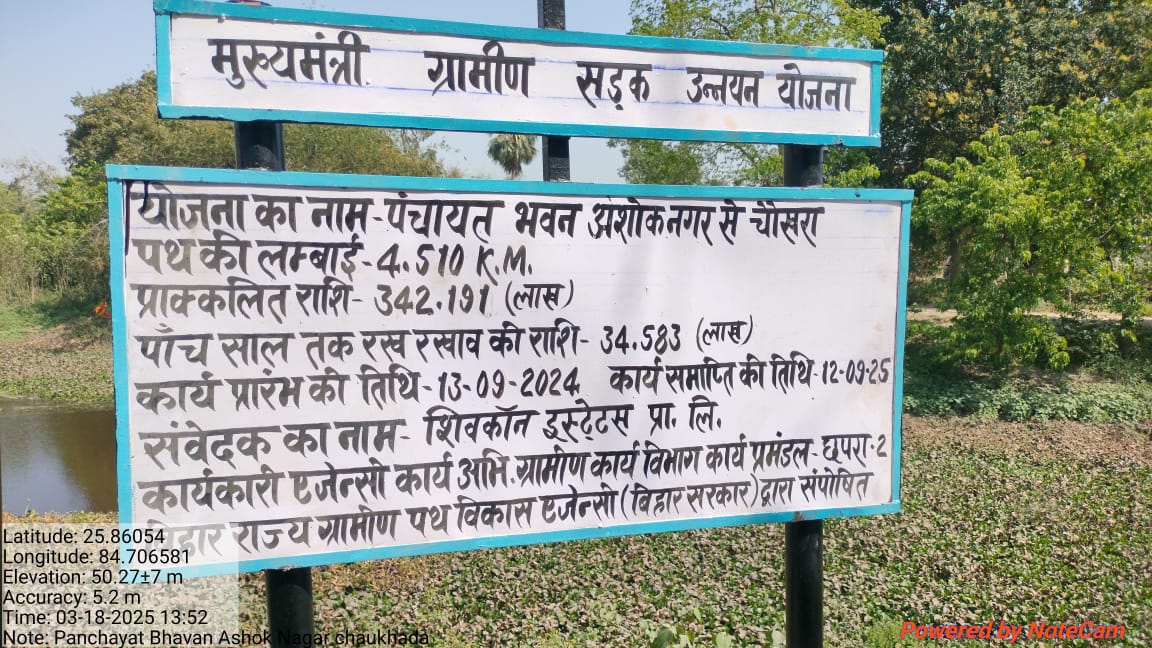 मुख्यमंत्री ग्रामीण सड़क उन्नयन योजना
योजना का नाम-पंचायत भवन अशोकनगर से चौखरा
पथ की लम्बाई-4.510 K.M.
प्राक्कलित राशि- 342.191 (लाख)
पाँच साल तक रख रखाव की राशि- 34.583 (लाख)
कार्य प्रारंभ की तिथि-13-09-2024 कार्य समाप्ति की तिथि-12-09-25
संवेदक का नाम- शिवकॉन इस्टेटस प्रा. लि.
कार्यकारी एजेन्सी कार्य अभि. ग्रामीण कार्य विभाग कार्य प्रमंडल- छपरा-2
बिहार राज्य ग्रामीण पथ विकास एजेन्सी (बिहार सरकार) द्वारा संपोषित
Latitude: 25.86054
Longitude: 84.706581
Elevation: 50.27±7 m
Accuracy: 5.2 m
Time: 03-18-2025 13:52
Note: Panchayat Bhavan Ashok Nagar chaukhada
Powered by NoteCam